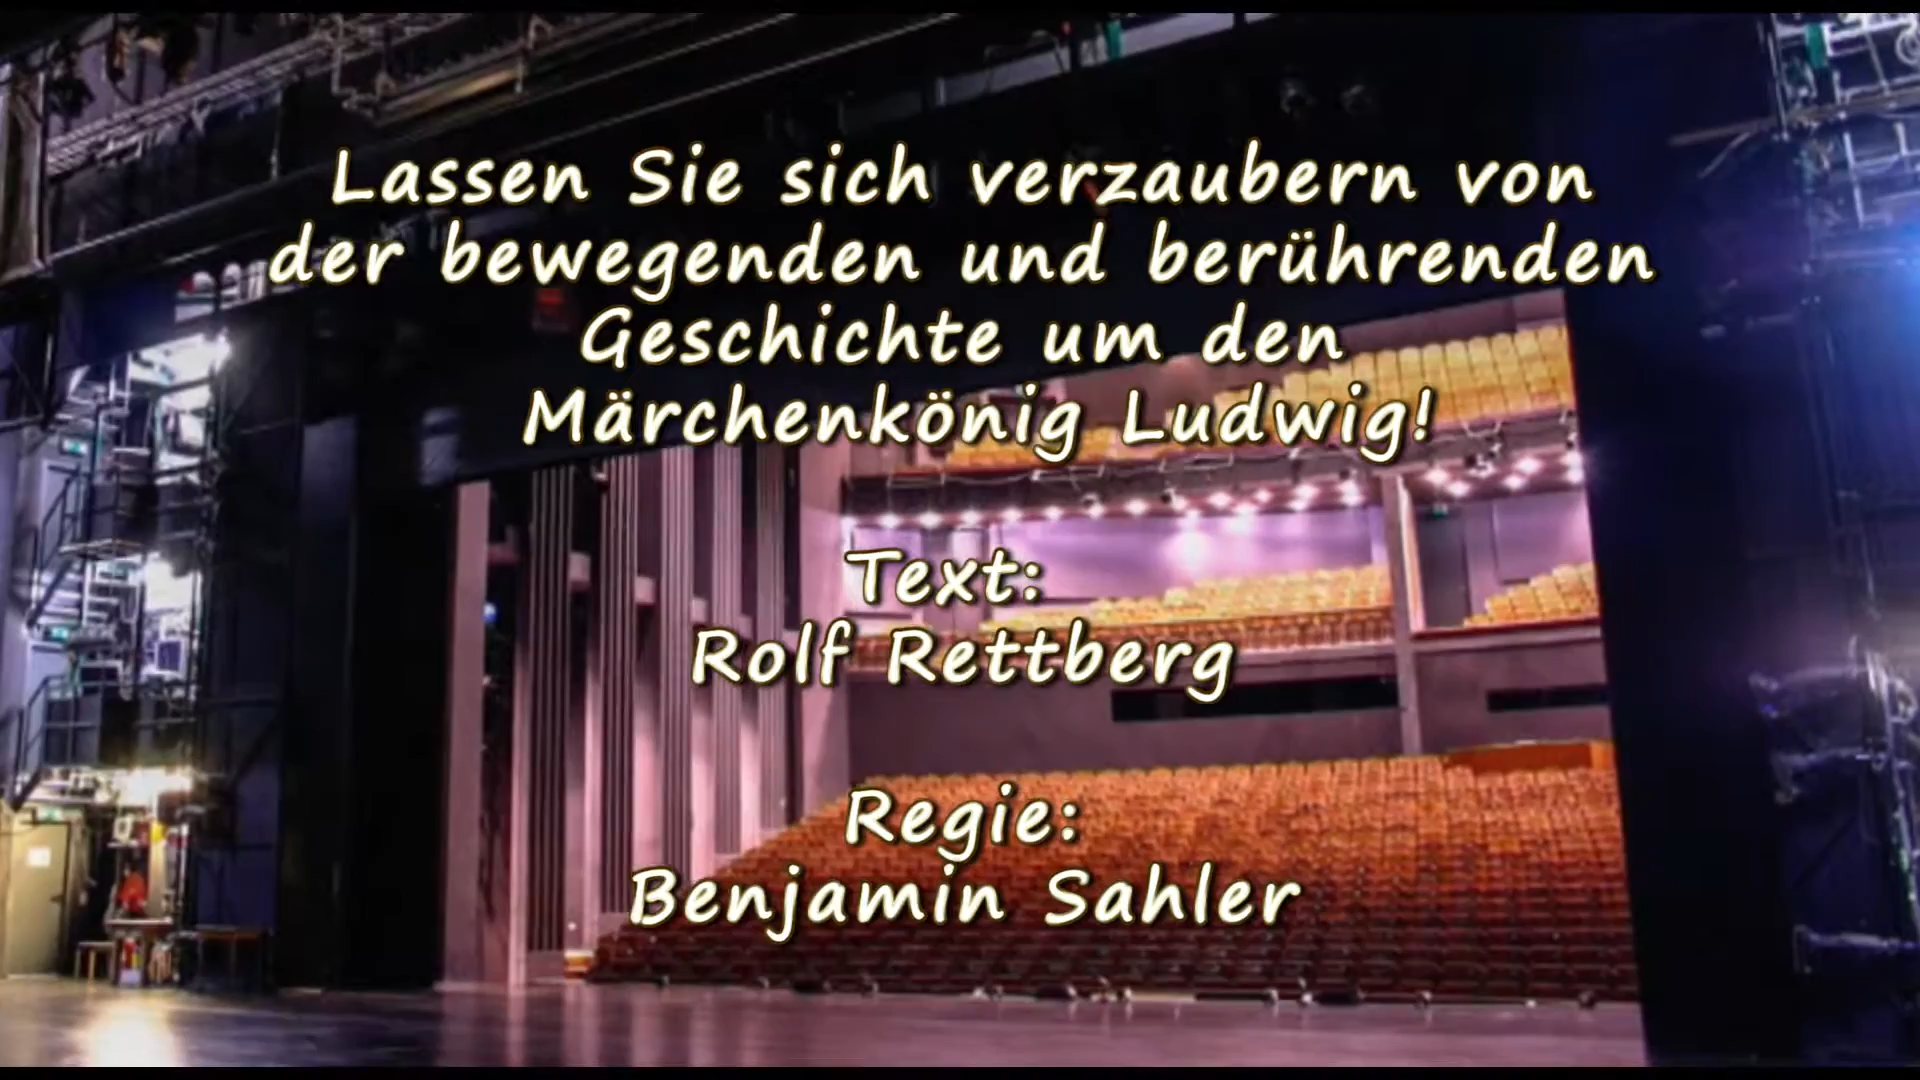 Lassen Sie sich verzaubern von
der bewegenden und berührenden
Geschichte um den
Märchenkönig Ludwig!
Text:
Rolf Rettberg
Regie:
Benjamin Sahler